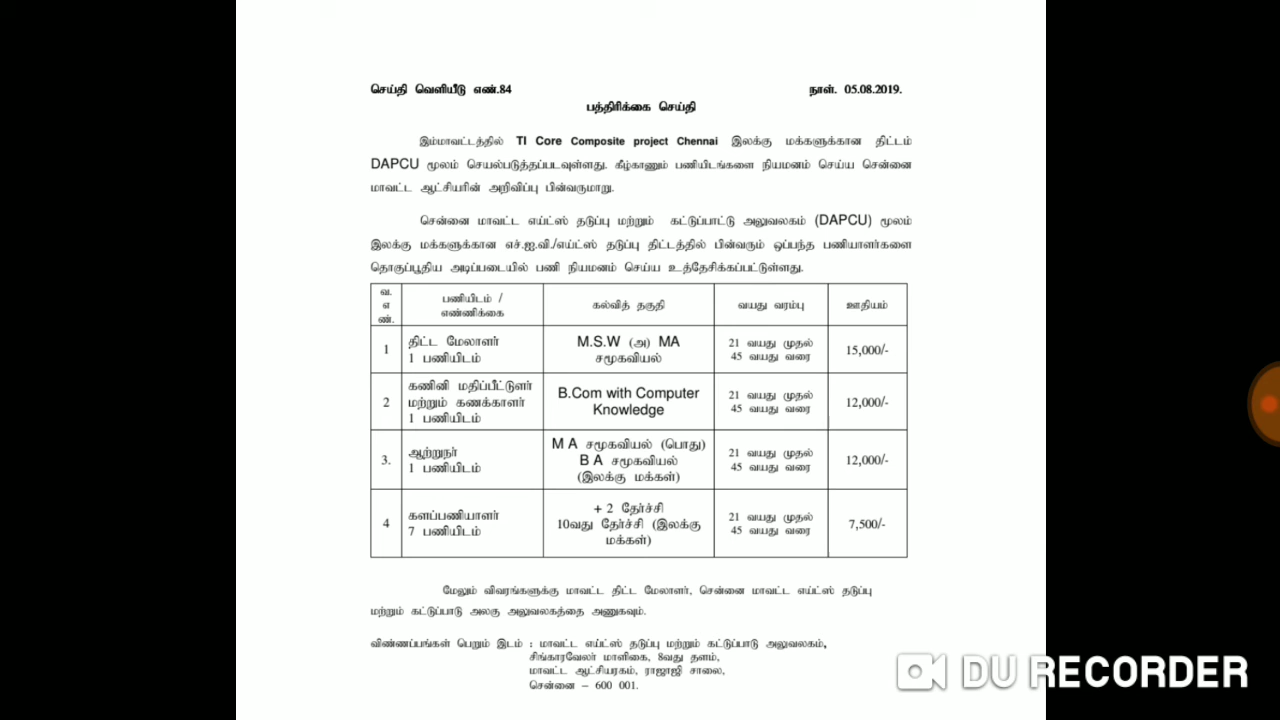 செய்தி வெளியீடு எண்.84 நாள். 05.08.2019.
பத்திரிக்கை செய்தி
இம்மாவட்டத்தில் TI Core Composite project Chennai இலக்கு மக்களுக்கான திட்டம்
DAPCU மூலம் செயல்படுத்தப்படவுள்ளது. கீழ்காணும் பணியிடங்களை நியமனம் செய்ய சென்னை
மாவட்ட ஆட்சியரின் அறிவிப்பு பின்வருமாறு.
சென்னை மாவட்ட எய்ட்ஸ் தடுப்பு மற்றும் கட்டுப்பாட்டு அலுவலகம் (DAPCU) மூலம்
இலக்கு மக்களுக்கான எச்.ஐ.வி./எய்ட்ஸ் தடுப்பு திட்டத்தில் பின்வரும் ஒப்பந்த பணியாளர்களை
தொகுப்பூதிய அடிப்படையில் பணி நியமனம் செய்ய உத்தேசிக்கப்பட்டுள்ளது.
வ. எ எண். பணியிடம் / எண்ணிக்கை கல்வித் தகுதி வயது வரம்பு ஊதியம்
1 திட்ட மேலாளர் 1 பணியிடம் M.S.W (அ) MA சமூகவியல் 21 வயது முதல் 45 வயது வரை 15,000/-
2 கணினி மதிப்பீட்டுளர் மற்றும் கணக்காளர் 1 பணியிடம் B.Com with Computer Knowledge 21 வயது முதல் 45 வயது வரை 12,000/-
3. ஆற்றுநர் 1 பணியிடம் M A சமூகவியல் (பொது) B A சமூகவியல் (இலக்கு மக்கள்) 21 வயது முதல் 45 வயது வரை 12,000/-
4 களப்பணியாளர் 7 பணியிடம் + 2 தேர்ச்சி 10வது தேர்ச்சி (இலக்கு மக்கள்) 21 வயது முதல் 45 வயது வரை 7,500/-
மேலும் விவரங்களுக்கு மாவட்ட திட்ட மேலாளர், சென்னை மாவட்ட எய்ட்ஸ் தடுப்பு
மற்றும் கட்டுப்பாடு அலகு அலுவலகத்தை அணுகவும்.
விண்ணப்பங்கள் பெறும் இடம் : மாவட்ட எய்ட்ஸ் தடுப்பு மற்றும் கட்டுப்பாடு அலுவலகம்,
சிங்காரவேலர் மாளிகை, 8வது தளம்,
மாவட்ட ஆட்சியரகம், ராஜாஜி சாலை,
சென்னை – 600 001.
DU RECORDER